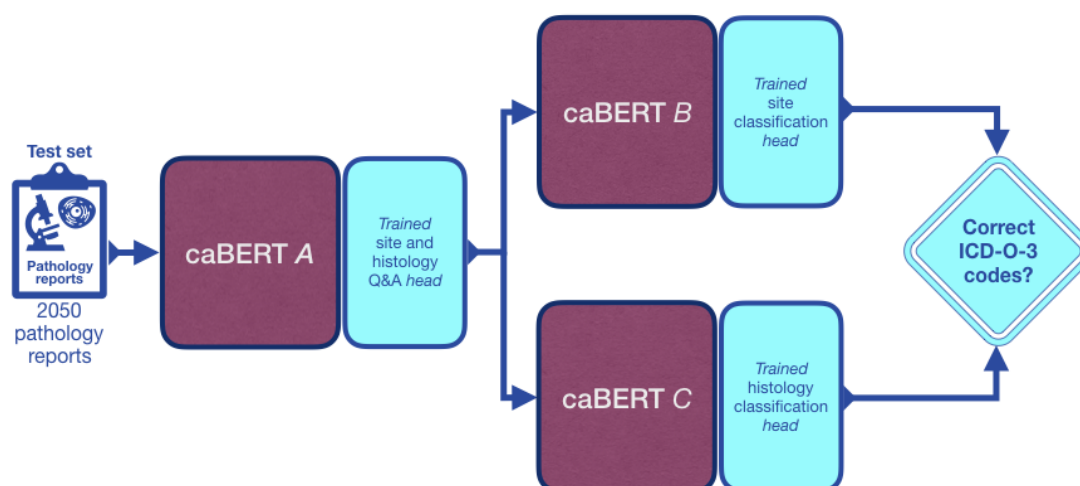 Test set
Pathology
reports
2050
pathology
reports
caBERT A
Trained
site and
histology
Q&A head
caBERT B
Trained
site
classification
head
caBERT C
Trained
histology
classification
head
Correct
ICD-O-3
codes?